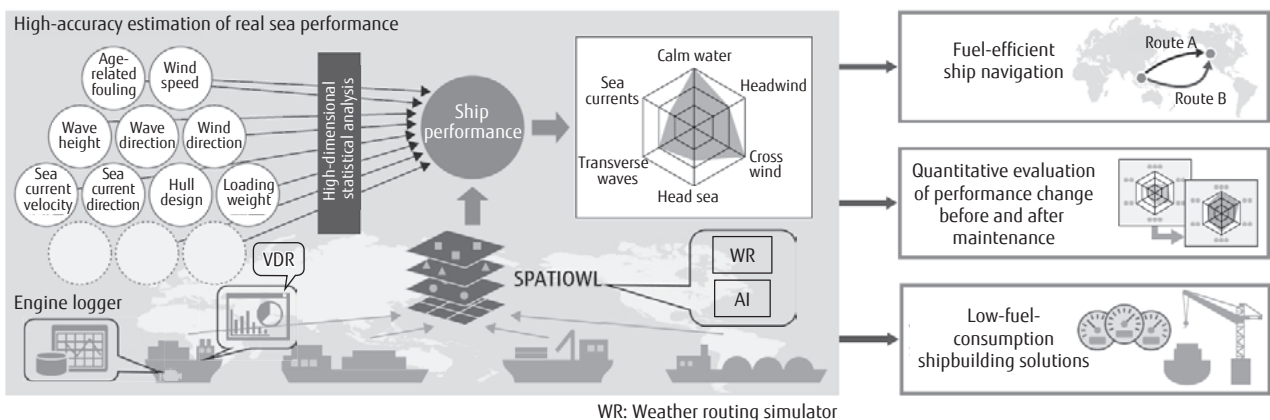 High-accuracy estimation of real sea performance
Age-
related
fouling
Wind
speed
Wave
height
Wave
direction
Wind
direction
Sea
current
velocity
Sea
current
direction
Hull
design
Loading
weight
High-dimensional
statistical analysis
Ship
performance
Calm water
Sea
currents
Headwind
Transverse
waves
Cross
wind
Head sea
VDR
SPATIOWL
WR
AI
Engine logger
Fuel-efficient
ship navigation
Route A
Route B
Quantitative evaluation
of performance change
before and after
maintenance
Low-fuel-
consumption
shipbuilding solutions
WR: Weather routing simulator